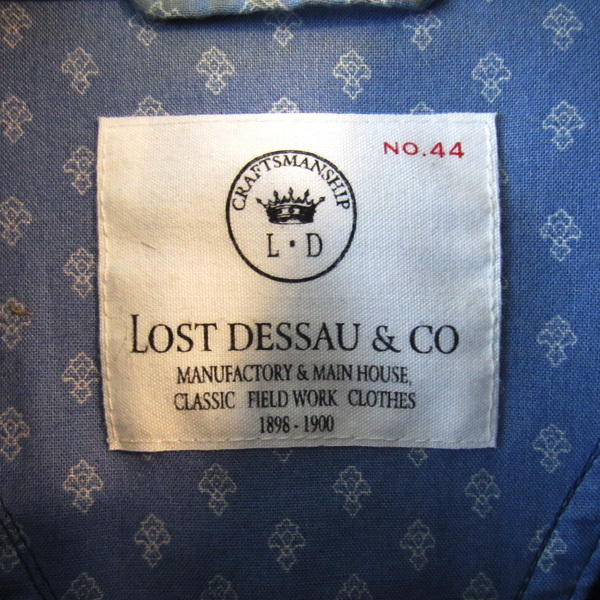 NO.44
CRAFTSMANSHIP
L · D
LOST DESSAU & CO
MANUFACTORY & MAIN HOUSE,
CLASSIC FIELD WORK CLOTHES
1898 - 1900